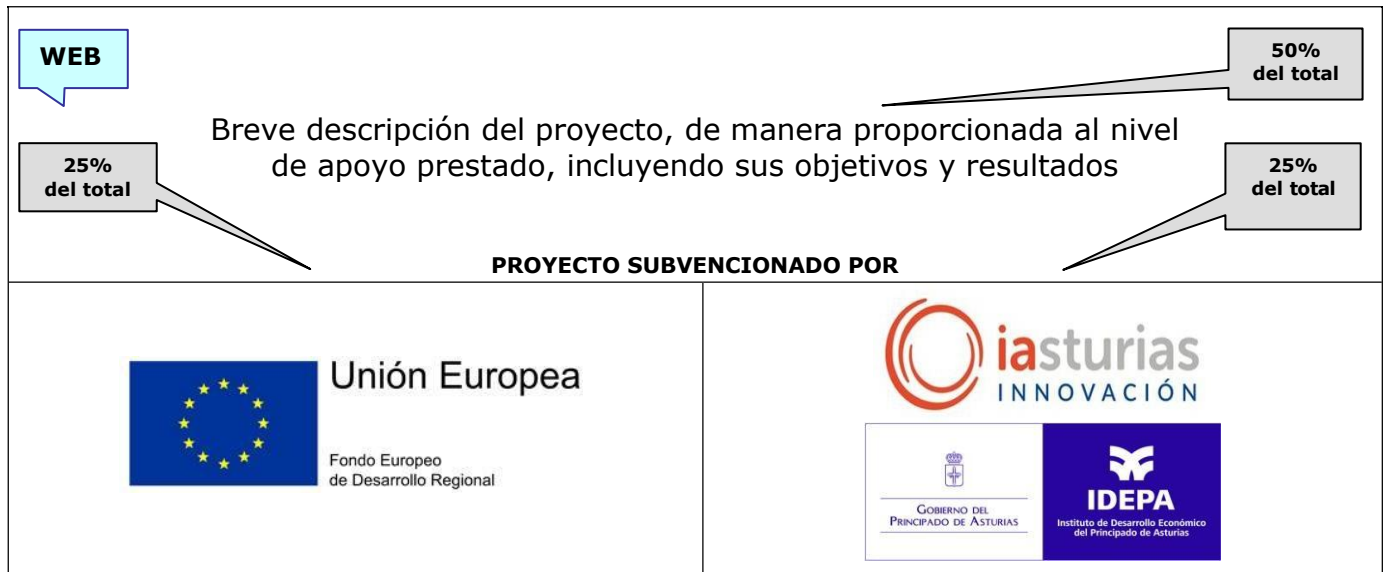 WEB
50%
del total
Breve descripción del proyecto, de manera proporcionada al nivel
de apoyo prestado, incluyendo sus objetivos y resultados
25%
del total
25%
del total
PROYECTO SUBVENCIONADO POR
Unión Europea
Fondo Europeo
de Desarrollo Regional
iasturias
INNOVACIÓN
GOBIERNO DEL
PRINCIPADO DE ASTURIAS
IDEPA
Instituto de Desarrollo Económico
del Principado de Asturias